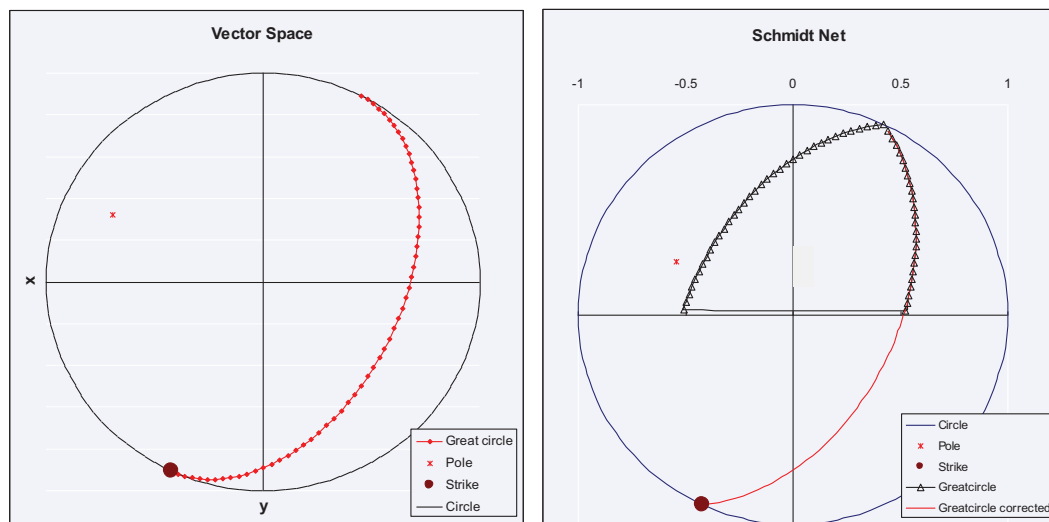 Vector Space
x
y
Great circle
Pole
Strike
Circle
Schmidt Net
-1 -0.5 0 0.5 1
Circle
Pole
Strike
Greatcircle
Greatcircle corrected